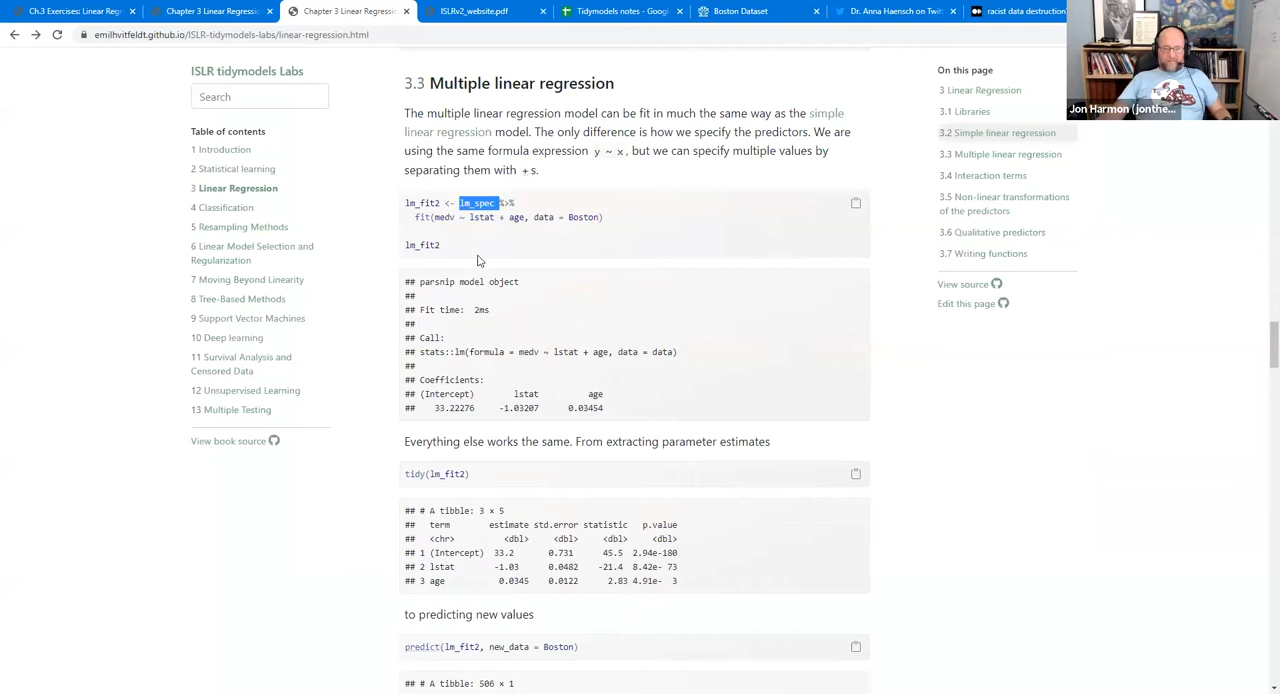 Ch.3 Exercises: Linear Regr
Chapter 3 Linear Regressio
Chapter 3 Linear Regressio
ISLRv2_website.pdf
Tidymodels notes - Googl
Boston Dataset
Dr. Anna Haensch on Twitt
racist data destruction?
emilhvitfeldt.github.io/ISLR-tidymodels-labs/linear-regression.html
Jon Harmon (jonthe...
ISLR tidymodels Labs
Search
Table of contents
1 Introduction
2 Statistical learning
3 Linear Regression
4 Classification
5 Resampling Methods
6 Linear Model Selection and
Regularization
7 Moving Beyond Linearity
8 Tree-Based Methods
9 Support Vector Machines
10 Deep learning
11 Survival Analysis and
Censored Data
12 Unsupervised Learning
13 Multiple Testing
View book source
3.3 Multiple linear regression
The multiple linear regression model can be fit in much the same way as the simple
linear regression model. The only difference is how we specify the predictors. We are
using the same formula expression y ~ x, but we can specify multiple values by
separating them with +s.
lm_fit2 <- lm_spec %>%
fit(medv ~ lstat + age, data = Boston)
lm_fit2
## parsnip model object
##
## Fit time:  2ms
##
## Call:
## stats::lm(formula = medv ~ lstat + age, data = data)
##
## Coefficients:
## (Intercept) lstat age
## 33.22276 -1.03207 0.03454
Everything else works the same. From extracting parameter estimates
tidy(lm_fit2)
## # A tibble: 3 × 5
## term estimate std.error statistic p.value
## <chr> <dbl> <dbl> <dbl> <dbl>
## 1 (Intercept) 33.2 0.731 45.5 2.94e-180
## 2 lstat -1.03 0.0482 -21.4 8.42e- 73
## 3 age 0.0345 0.0122 2.83 4.91e- 3
to predicting new values
predict(lm_fit2, new_data = Boston)
## # A tibble: 506 × 1
On this page
3 Linear Regression
3.1 Libraries
3.2 Simple linear regression
3.3 Multiple linear regression
3.4 Interaction terms
3.5 Non-linear transformations
of the predictors
3.6 Qualitative predictors
3.7 Writing functions
View source
Edit this page